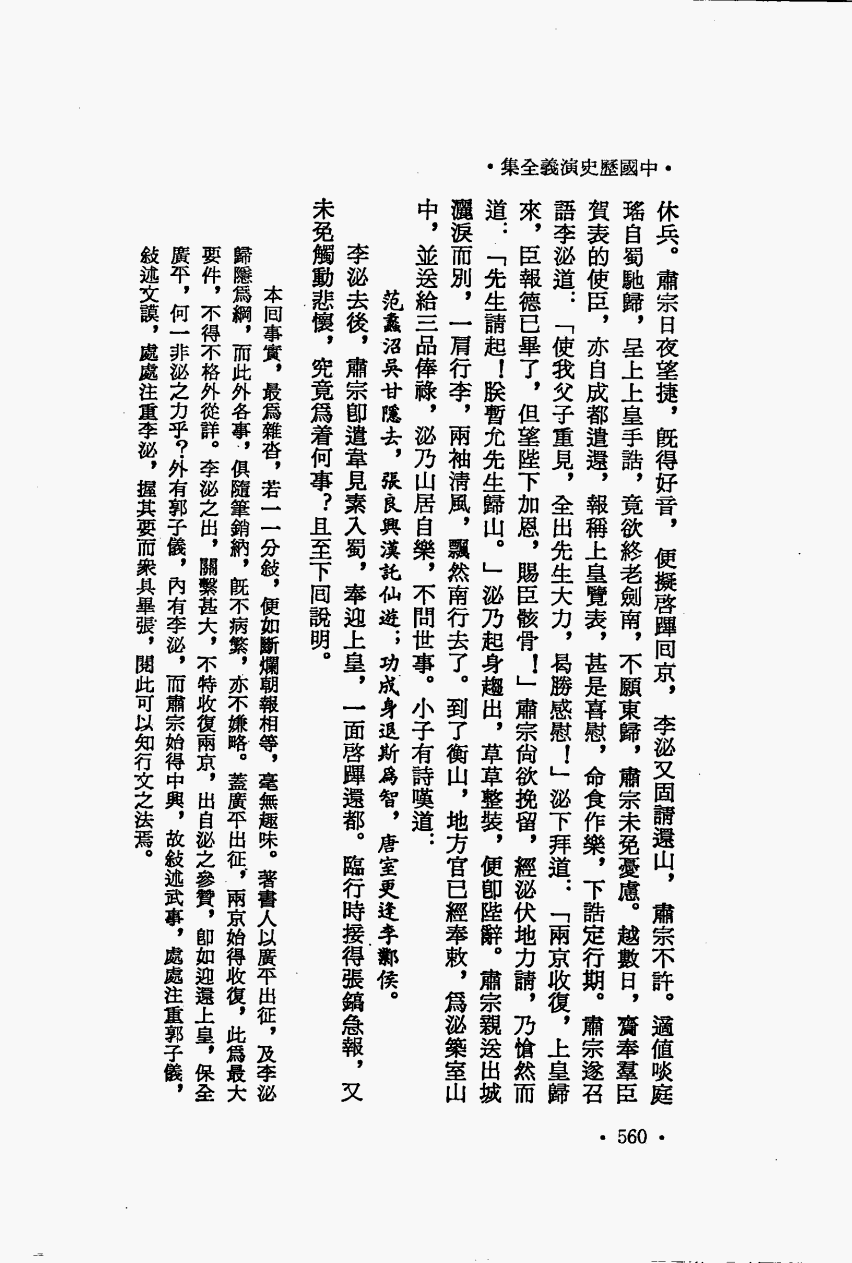 •中國歷史演義全集•
休兵。肅宗日夜望捷，既得好音，便擬啓蹕回京，李泌又固請還山，肅宗不許。適值啖庭
瑤自蜀馳歸，呈上上皇手誥，竟欲終老劍南，不願東歸，肅宗未免憂慮。越數日，齎奉羣臣
賀表的使臣，亦自成都遣還，報稱上皇覽表，甚是喜慰，命食作樂，下誥定行期。肅宗遂召
語李泌道：「使我父子重見，全出先生大力，曷勝感慰！」泌下拜道：「兩京收復，上皇歸
來，臣報德已畢了，但望陛下加恩，賜臣骸骨！」肅宗尙欲挽留，經泌伏地力請，乃愴然而
道：「先生請起！朕暫允先生歸山。」泌乃起身趨出，草草整裝，便卽陛辭。肅宗親送出城
灑淚而別，一肩行李，兩袖清風，飄然南行去了。到了衡山，地方官已經奉敕，爲泌築室山
中，並送給三品俸祿，泌乃山居自樂，不問世事。小子有詩嘆道：
范蠡沼吳甘隱去，張良興漢託仙遊；功成身退斯爲智，唐室更逢李鄴侯。
李泌去後，肅宗卽遣韋見素入蜀，奉迎上皇，一面啓蹕還都。臨行時接得張鎬急報，又
未免觸動悲懷，究竟爲着何事？且至下回說明。
本回事實，最爲雜沓，若一一分敍，便如斷爛朝報相等，毫無趣味。著書人以廣平出征，及李泌
歸隱爲綱，而此外各事，俱隨筆銷納，既不病繁，亦不嫌略。蓋廣平出征，兩京始得收復，此爲最大
要件，不得不格外從詳。李泌之出，關繫甚大，不特收復兩京，出自泌之參贊，卽如迎還上皇，保全
廣平，何一非泌之力乎？外有郭子儀，內有李泌，而肅宗始得中興，故敍述武事，處處注重郭子儀，
敍述文謨，處處注重李泌，握其要而衆具畢張，閱此可以知行文之法焉。
•560•